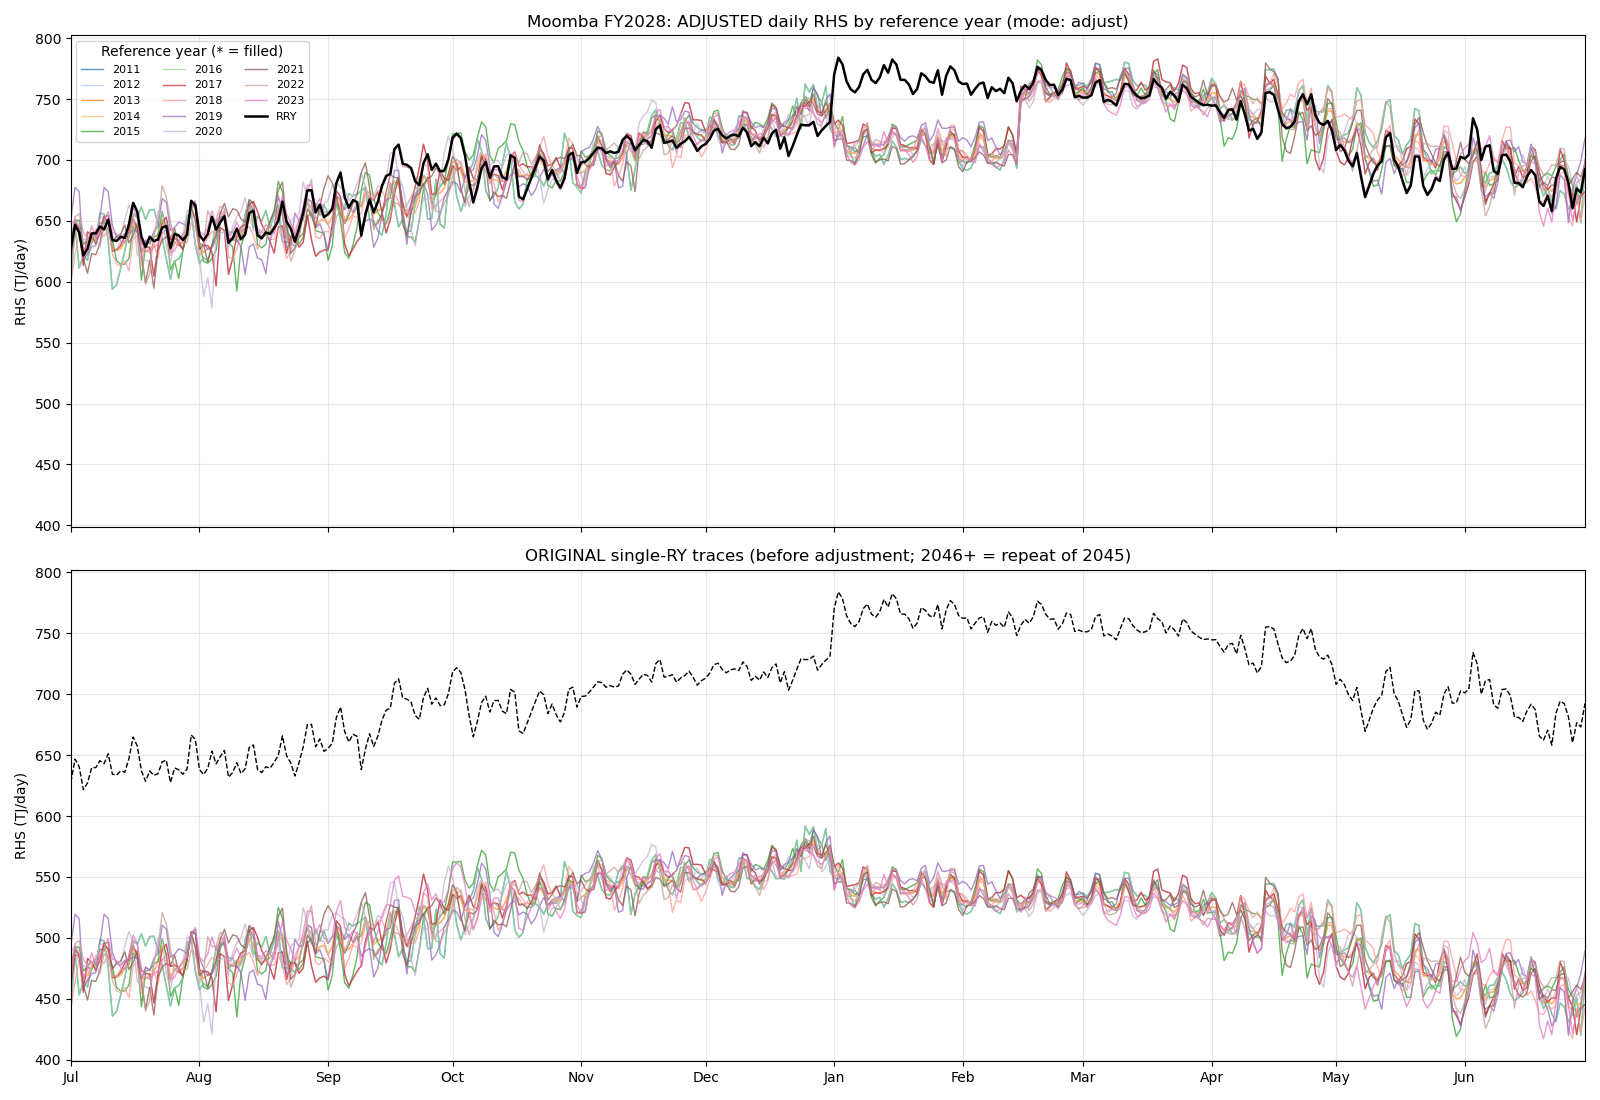 Moomba FY2028: ADJUSTED daily RHS by reference year (mode: adjust)
800
750
700
650
600
550
500
450
400
RHS (TJ/day)
Reference year (* = filled)
2011 2016 2021
2012 2017 2022
2013 2018 2023
2014 2019 RRY
2015 2020
ORIGINAL single-RY traces (before adjustment; 2046+ = repeat of 2045)
800
750
700
650
600
550
500
450
400
RHS (TJ/day)
Jul Aug Sep Oct Nov Dec Jan Feb Mar Apr May Jun